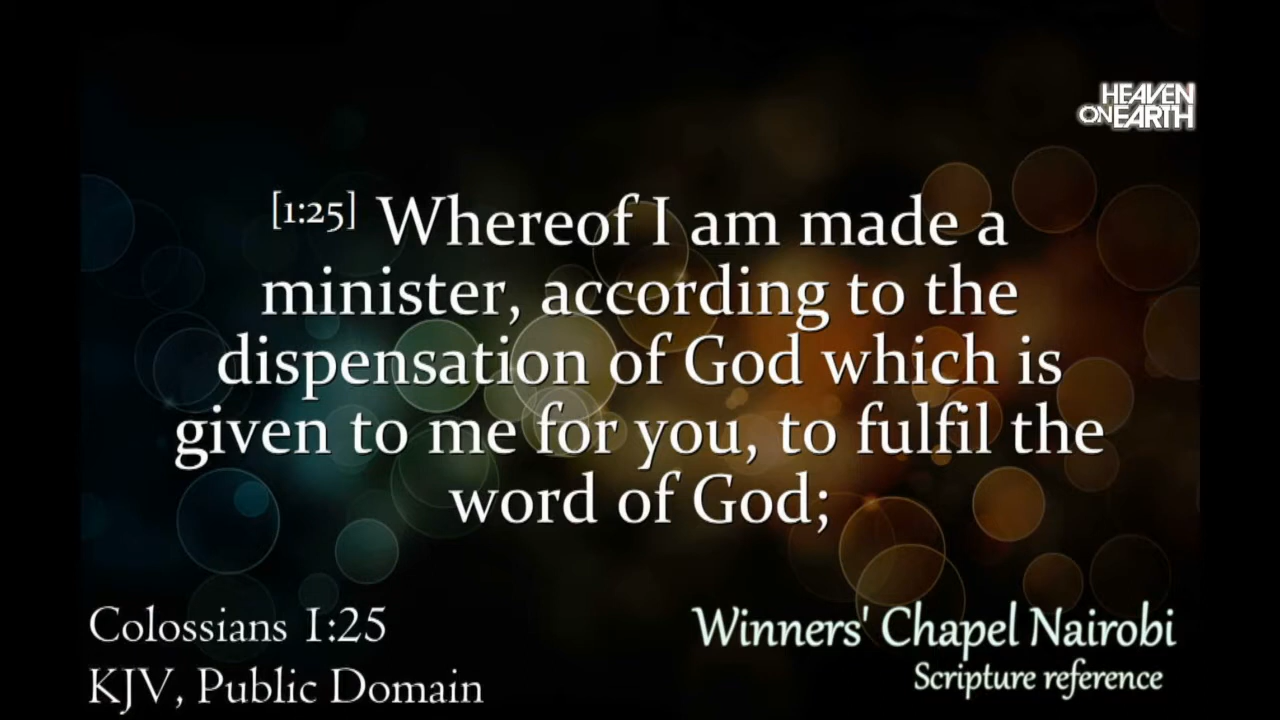 HEAVEN
ON EARTH
[1:25] Whereof I am made a
minister, according to the
dispensation of God which is
given to me for you, to fulfil the
word of God;
Colossians 1:25
KJV, Public Domain
Winners' Chapel Nairobi
Scripture reference